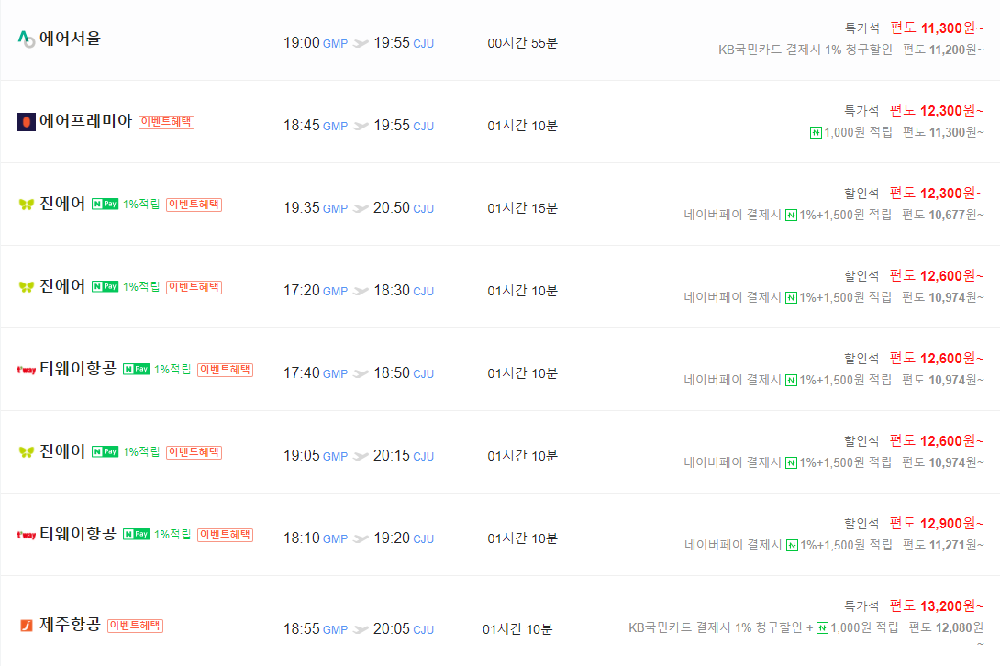 에어서울 19:00 GMP 19:55 CJU 00시간 55분 특가석 편도 11,300원~
KB국민카드 결제시 1% 청구할인 편도 11,200원~
에어프레미아 이벤트혜택 18:45 GMP 19:55 CJU 01시간 10분 특가석 편도 12,300원~
N 1,000원 적립 편도 11,300원~
진에어 N Pay 1%적립 이벤트혜택 19:35 GMP 20:50 CJU 01시간 15분 할인석 편도 12,300원~
네이버페이 결제시 N 1%+1,500원 적립 편도 10,677원~
진에어 N Pay 1%적립 이벤트혜택 17:20 GMP 18:30 CJU 01시간 10분 할인석 편도 12,600원~
네이버페이 결제시 N 1%+1,500원 적립 편도 10,974원~
t'way 티웨이항공 N Pay 1%적립 이벤트혜택 17:40 GMP 18:50 CJU 01시간 10분 할인석 편도 12,600원~
네이버페이 결제시 N 1%+1,500원 적립 편도 10,974원~
진에어 N Pay 1%적립 이벤트혜택 19:05 GMP 20:15 CJU 01시간 10분 할인석 편도 12,600원~
네이버페이 결제시 N 1%+1,500원 적립 편도 10,974원~
t'way 티웨이항공 N Pay 1%적립 이벤트혜택 18:10 GMP 19:20 CJU 01시간 10분 할인석 편도 12,900원~
네이버페이 결제시 N 1%+1,500원 적립 편도 11,271원~
제주항공 이벤트혜택 18:55 GMP 20:05 CJU 01시간 10분 특가석 편도 13,200원~
KB국민카드 결제시 1% 청구할인 + N 1,000원 적립 편도 12,080원
~